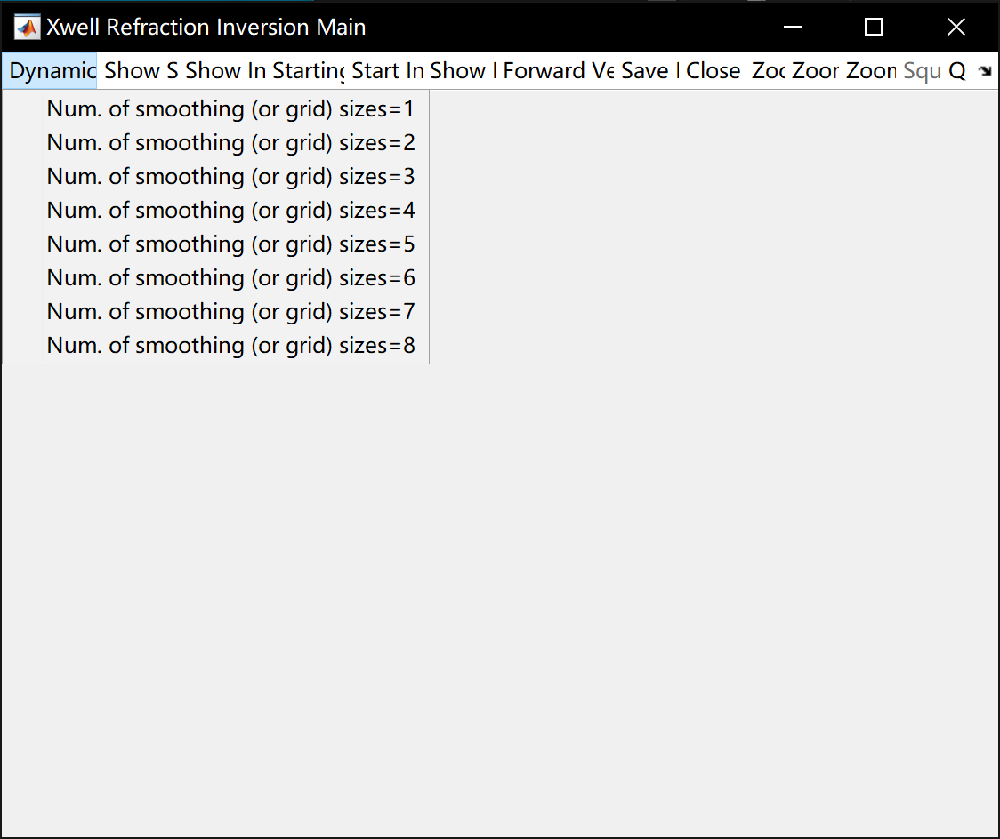 Xwell Refraction Inversion Main
Dynamic Show S Show In Starting Start In Show Forward Ve Save Close Zoo Zoor Zoon Squ Q
Num. of smoothing (or grid) sizes=1
Num. of smoothing (or grid) sizes=2
Num. of smoothing (or grid) sizes=3
Num. of smoothing (or grid) sizes=4
Num. of smoothing (or grid) sizes=5
Num. of smoothing (or grid) sizes=6
Num. of smoothing (or grid) sizes=7
Num. of smoothing (or grid) sizes=8